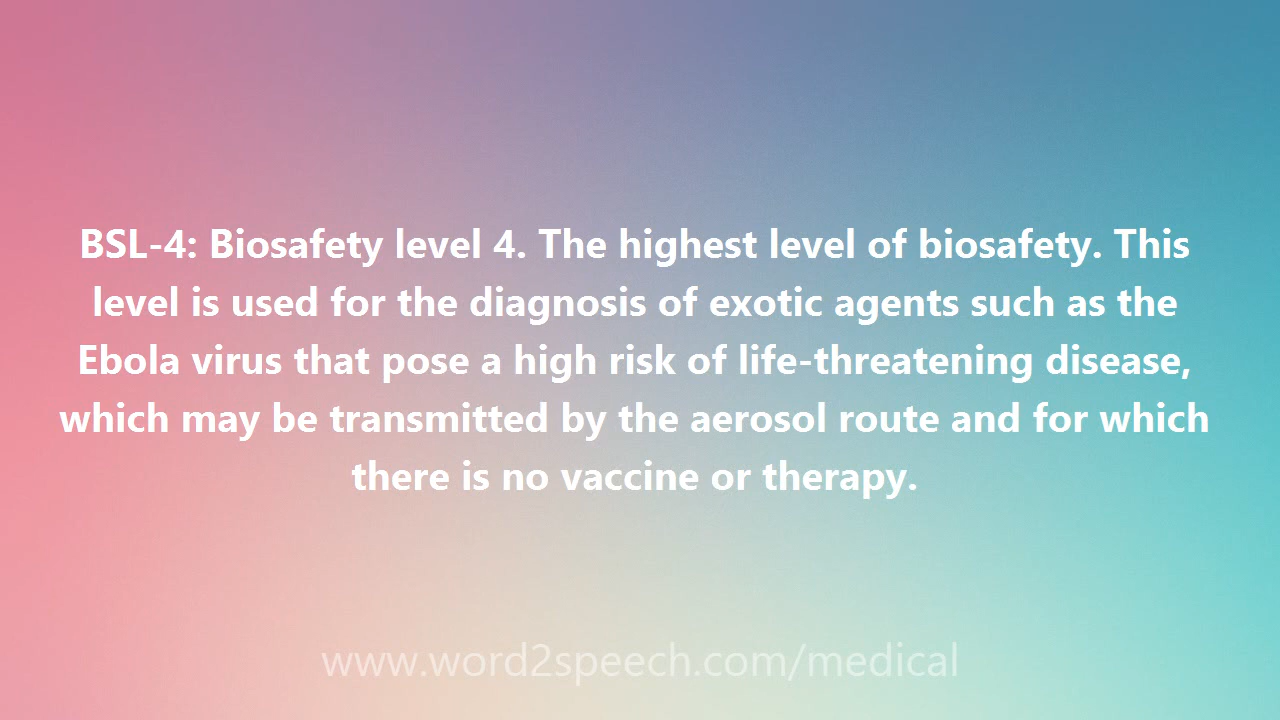 BSL-4: Biosafety level 4. The highest level of biosafety. This
level is used for the diagnosis of exotic agents such as the
Ebola virus that pose a high risk of life-threatening disease,
which may be transmitted by the aerosol route and for which
there is no vaccine or therapy.
www.word2speech.com/medical